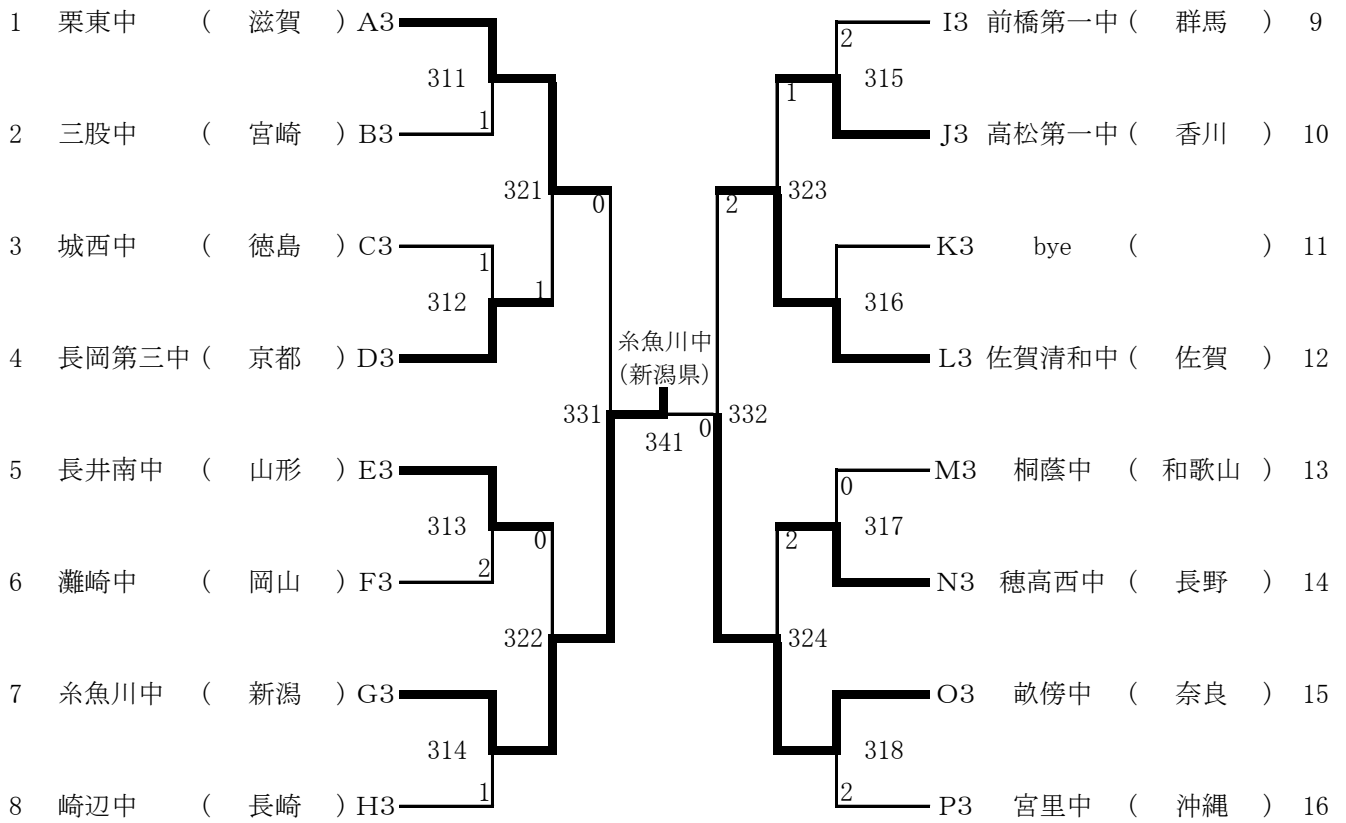 1 栗東中 ( 滋賀 ) A3
311
2 三股中 ( 宮崎 ) B3
1
321
0
3 城西中 ( 徳島 ) C3
1
312
1
4 長岡第三中 ( 京都 ) D3
331
5 長井南中 ( 山形 ) E3
313
0
6 灘崎中 ( 岡山 ) F3
2
322
7 糸魚川中 ( 新潟 ) G3
314
8 崎辺中 ( 長崎 ) H3
1
糸魚川中
(新潟県)
341
0
I3 前橋第一中 ( 群馬 ) 9
2
1
315
J3 高松第一中 ( 香川 ) 10
2
323
K3 bye ( ) 11
316
L3 佐賀清和中 ( 佐賀 ) 12
332
M3 桐蔭中 ( 和歌山 ) 13
0
2
317
N3 穂高西中 ( 長野 ) 14
324
O3 畝傍中 ( 奈良 ) 15
318
2
P3 宮里中 ( 沖縄 ) 16